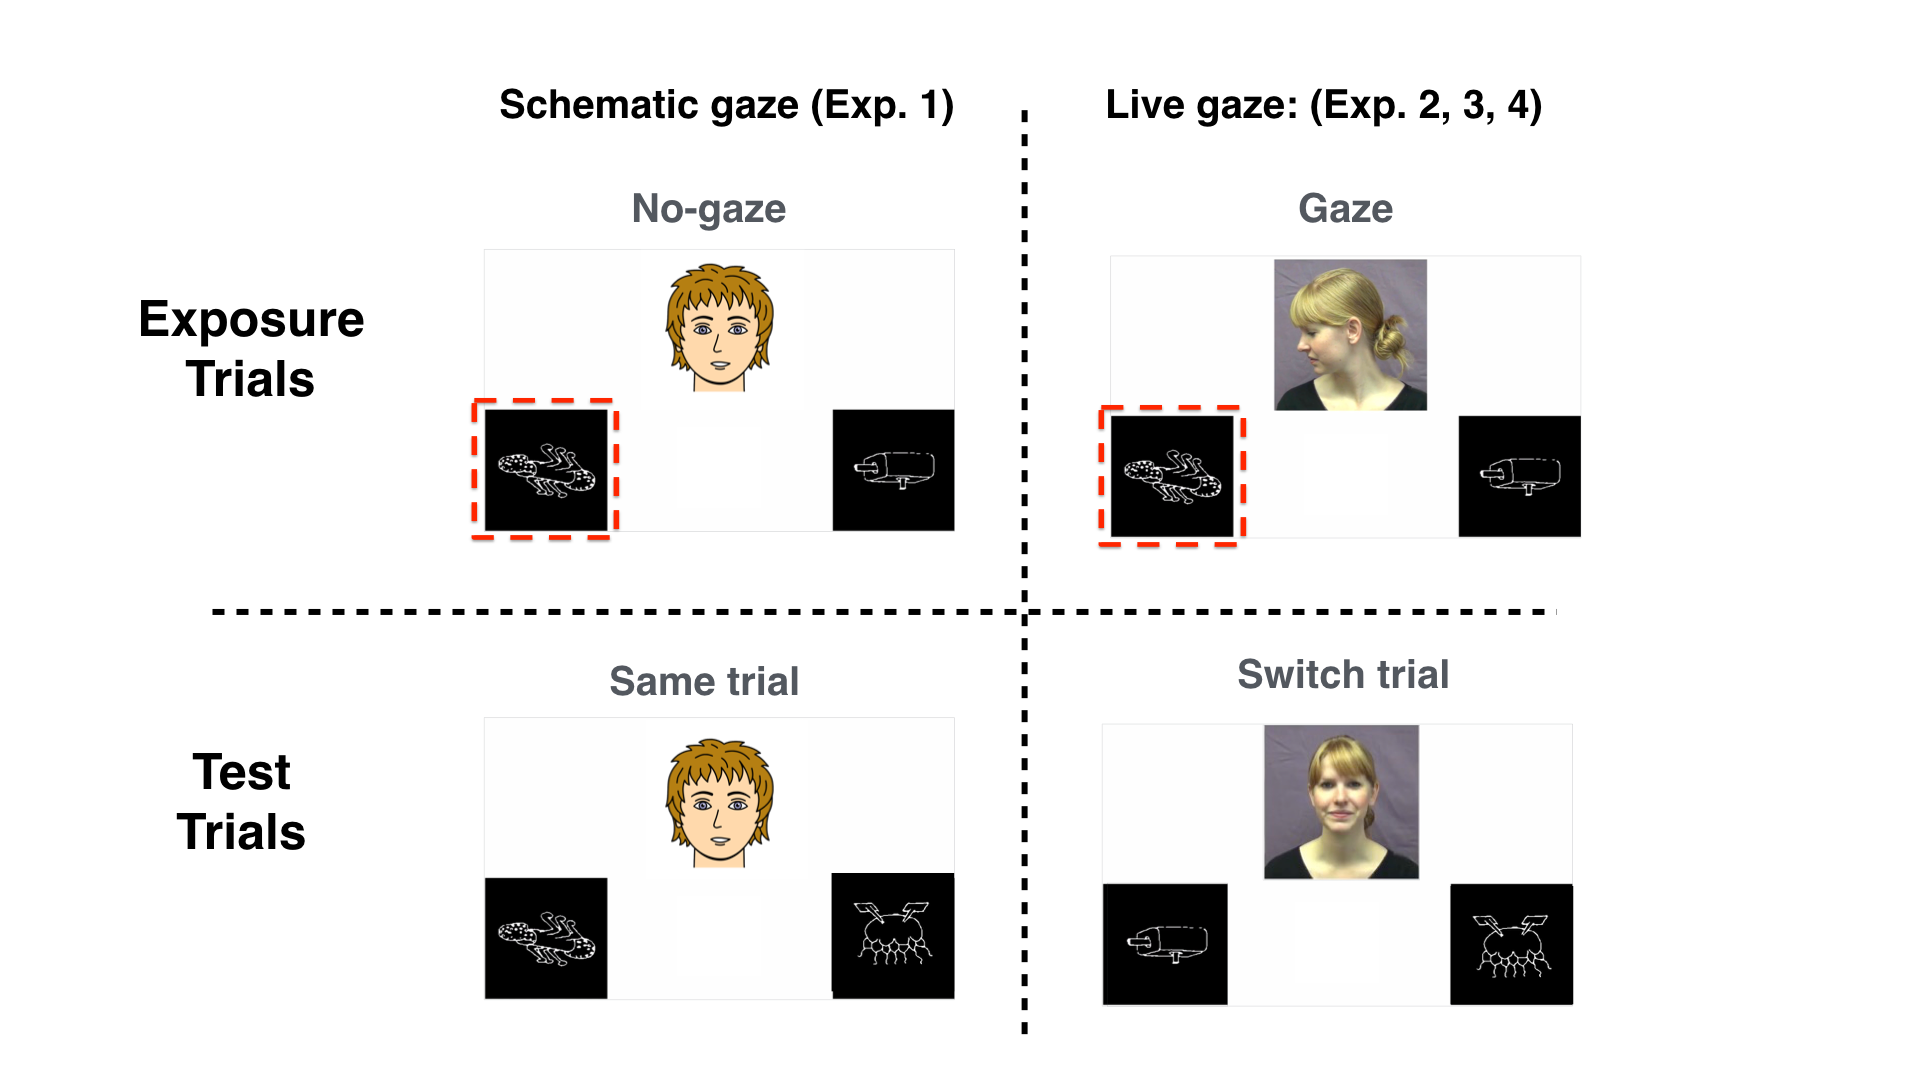 Schematic gaze (Exp. 1)
Live gaze: (Exp. 2, 3, 4)
No-gaze
Gaze
Exposure
Trials
Same trial
Switch trial
Test
Trials